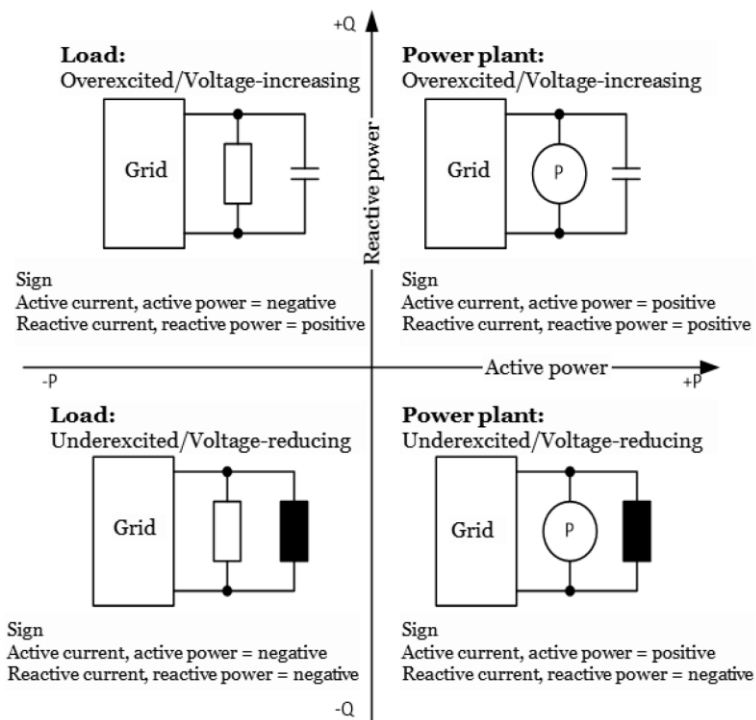 +Q
Load:
Overexcited/Voltage-increasing
Grid
Sign
Active current, active power = negative
Reactive current, reactive power = positive
Reactive power
Power plant:
Overexcited/Voltage-increasing
Grid
P
Sign
Active current, active power = positive
Reactive current, reactive power = positive
-P
Active power
+P
Load:
Underexcited/Voltage-reducing
Grid
Sign
Active current, active power = negative
Reactive current, reactive power = negative
Power plant:
Underexcited/Voltage-reducing
Grid
P
Sign
Active current, active power = positive
Reactive current, reactive power = negative
-Q